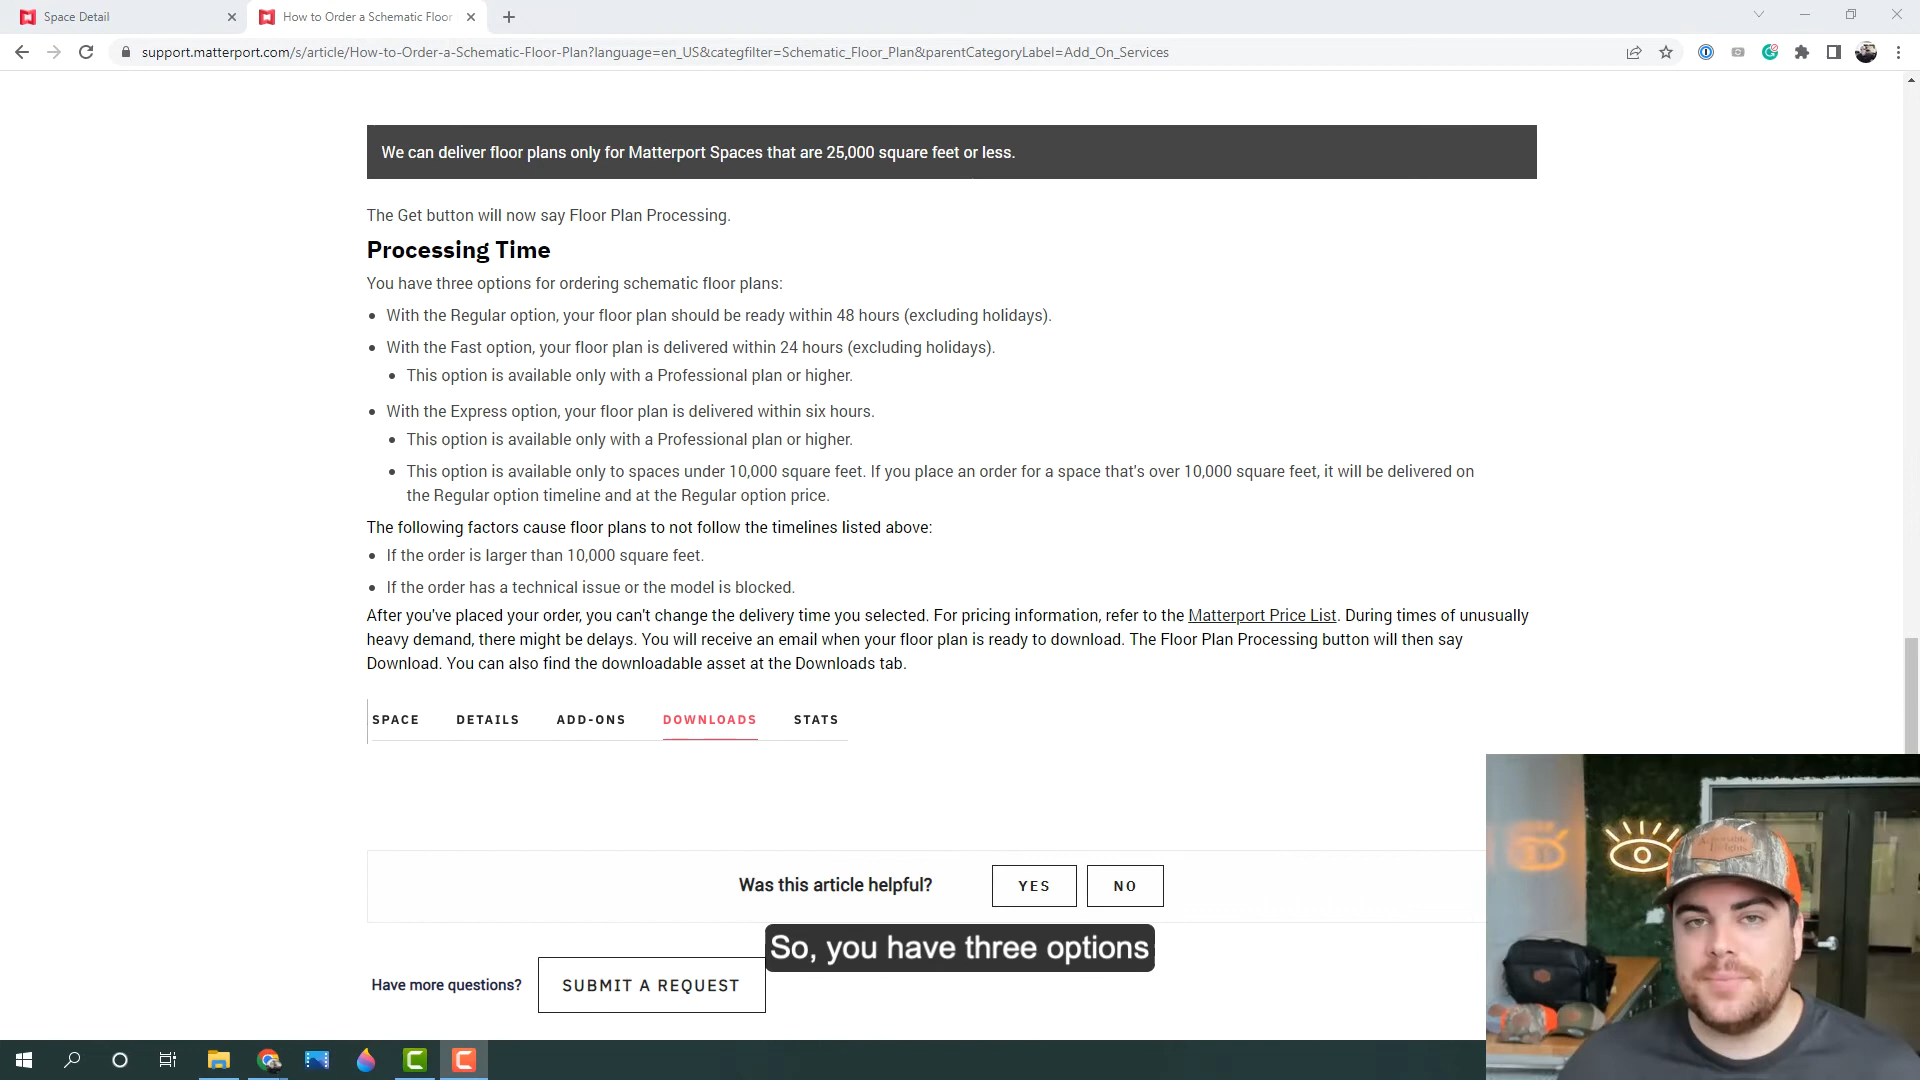 Space Detail
How to Order a Schematic Floor
support.matterport.com/s/article/How-to-Order-a-Schematic-Floor-Plan?language=en_US&categfilter=Schematic_Floor_Plan&parentCategoryLabel=Add_On_Services
We can deliver floor plans only for Matterport Spaces that are 25,000 square feet or less.
The Get button will now say Floor Plan Processing.
Processing Time
You have three options for ordering schematic floor plans:
• With the Regular option, your floor plan should be ready within 48 hours (excluding holidays).
• With the Fast option, your floor plan is delivered within 24 hours (excluding holidays).
• This option is available only with a Professional plan or higher.
• With the Express option, your floor plan is delivered within six hours.
• This option is available only with a Professional plan or higher.
• This option is available only to spaces under 10,000 square feet. If you place an order for a space that's over 10,000 square feet, it will be delivered on
the Regular option timeline and at the Regular option price.
The following factors cause floor plans to not follow the timelines listed above:
• If the order is larger than 10,000 square feet.
• If the order has a technical issue or the model is blocked.
After you've placed your order, you can't change the delivery time you selected. For pricing information, refer to the Matterport Price List. During times of unusually
heavy demand, there might be delays. You will receive an email when your floor plan is ready to download. The Floor Plan Processing button will then say
Download. You can also find the downloadable asset at the Downloads tab.
SPACE DETAILS ADD-ONS DOWNLOADS STATS
Was this article helpful? YES NO
So, you have three options
Have more questions? SUBMIT A REQUEST